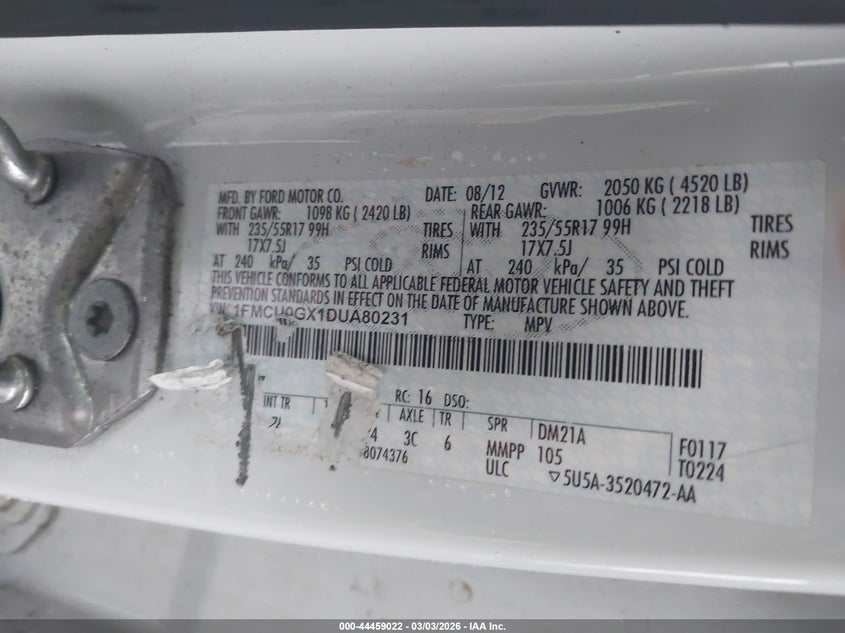 MFD. BY FORD MOTOR CO. DATE: 08/12 GVWR: 2050 KG ( 4520 LB)
FRONT GAWR: 1098 KG ( 2420 LB) REAR GAWR: 1006 KG ( 2218 LB)
WITH 235/55R17 99H TIRES WITH 235/55R17 99H TIRES
17X7.5J RIMS 17X7.5J RIMS
AT 240 kPa/ 35 PSI COLD AT 240 kPa/ 35 PSI COLD
THIS VEHICLE CONFORMS TO ALL APPLICABLE FEDERAL MOTOR VEHICLE SAFETY AND THEFT
PREVENTION STANDARDS IN EFFECT ON THE DATE OF MANUFACTURE SHOWN ABOVE.
VIN: 1FMCU0GX1DUA80231 TYPE: MPV
RC: 16 DSO:
INT TR AXLE TR SPR DM21A F0117
4 3C 6 MMPP 105 T0224
8074376 ULC 5U5A-3520472-AA
000-44459022 | 03/03/2026 – IAA Inc.